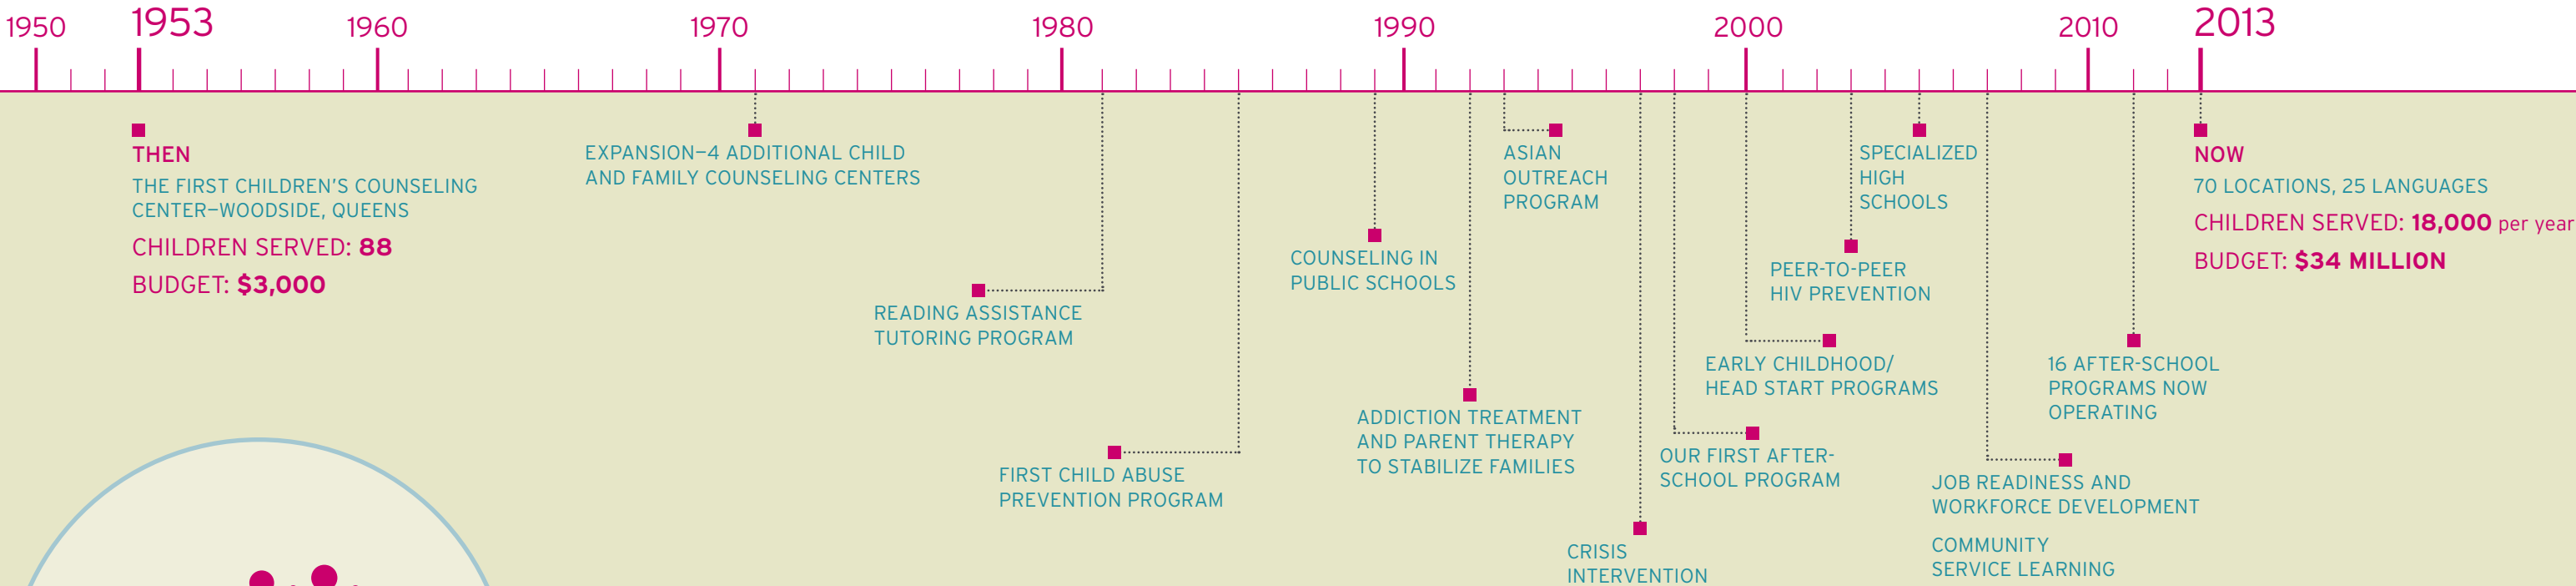 1950
1953
1960
1970
1980
1990
2000
2010
2013
THEN
THE FIRST CHILDREN'S COUNSELING
CENTER—WOODSIDE, QUEENS
CHILDREN SERVED: 88
BUDGET: $3,000
EXPANSION—4 ADDITIONAL CHILD
AND FAMILY COUNSELING CENTERS
READING ASSISTANCE
TUTORING PROGRAM
FIRST CHILD ABUSE
PREVENTION PROGRAM
COUNSELING IN
PUBLIC SCHOOLS
ADDICTION TREATMENT
AND PARENT THERAPY
TO STABILIZE FAMILIES
ASIAN
OUTREACH
PROGRAM
CRISIS
INTERVENTION
OUR FIRST AFTER-
SCHOOL PROGRAM
EARLY CHILDHOOD/
HEAD START PROGRAMS
PEER-TO-PEER
HIV PREVENTION
SPECIALIZED
HIGH
SCHOOLS
JOB READINESS AND
WORKFORCE DEVELOPMENT
COMMUNITY
SERVICE LEARNING
16 AFTER-SCHOOL
PROGRAMS NOW
OPERATING
NOW
70 LOCATIONS, 25 LANGUAGES
CHILDREN SERVED: 18,000 per year
BUDGET: $34 MILLION